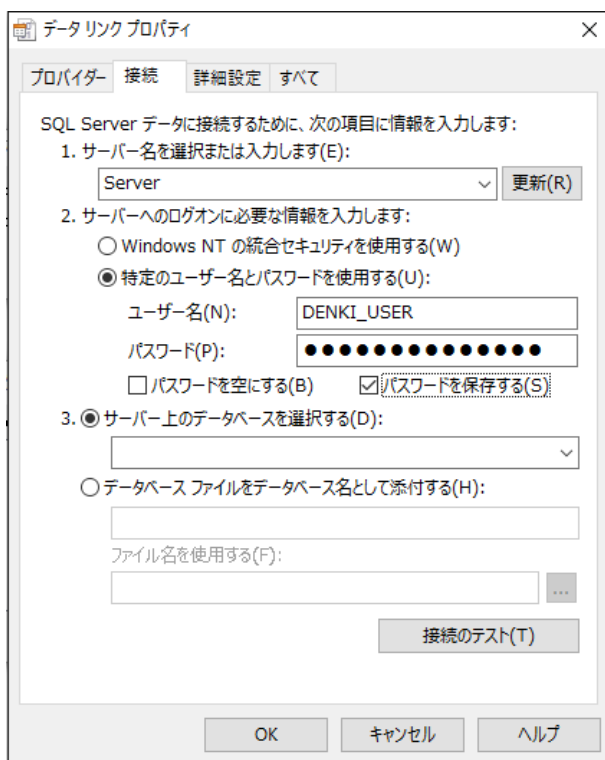 データ リンク プロパティ
プロバイダー 接続 詳細設定 すべて
SQL Server データに接続するために、次の項目に情報を入力します:
1. サーバー名を選択または入力します(E):
Server 更新(R)
2. サーバーへのログオンに必要な情報を入力します:
Windows NT の統合セキュリティを使用する(W)
特定のユーザー名とパスワードを使用する(U):
ユーザー名(N): DENKI_USER
パスワード(P): ●●●●●●●●●●●●●●
パスワードを空にする(B) パスワードを保存する(S)
3. サーバー上のデータベースを選択する(D):
データベース ファイルをデータベース名として添付する(H):
ファイル名を使用する(F):
...
接続のテスト(T)
OK キャンセル ヘルプ